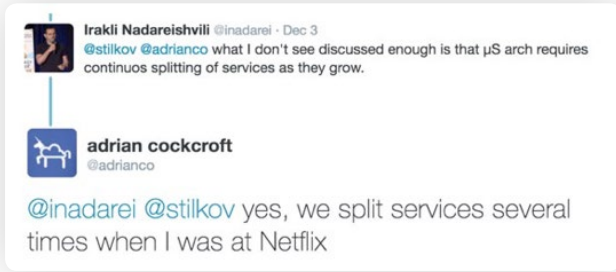 Irakli Nadareishvili @inadarei · Dec 3
@stilkov @adrianco what I don't see discussed enough is that µS arch requires
continuos splitting of services as they grow.
adrian cockcroft
@adrianco
@inadarei @stilkov yes, we split services several
times when I was at Netflix